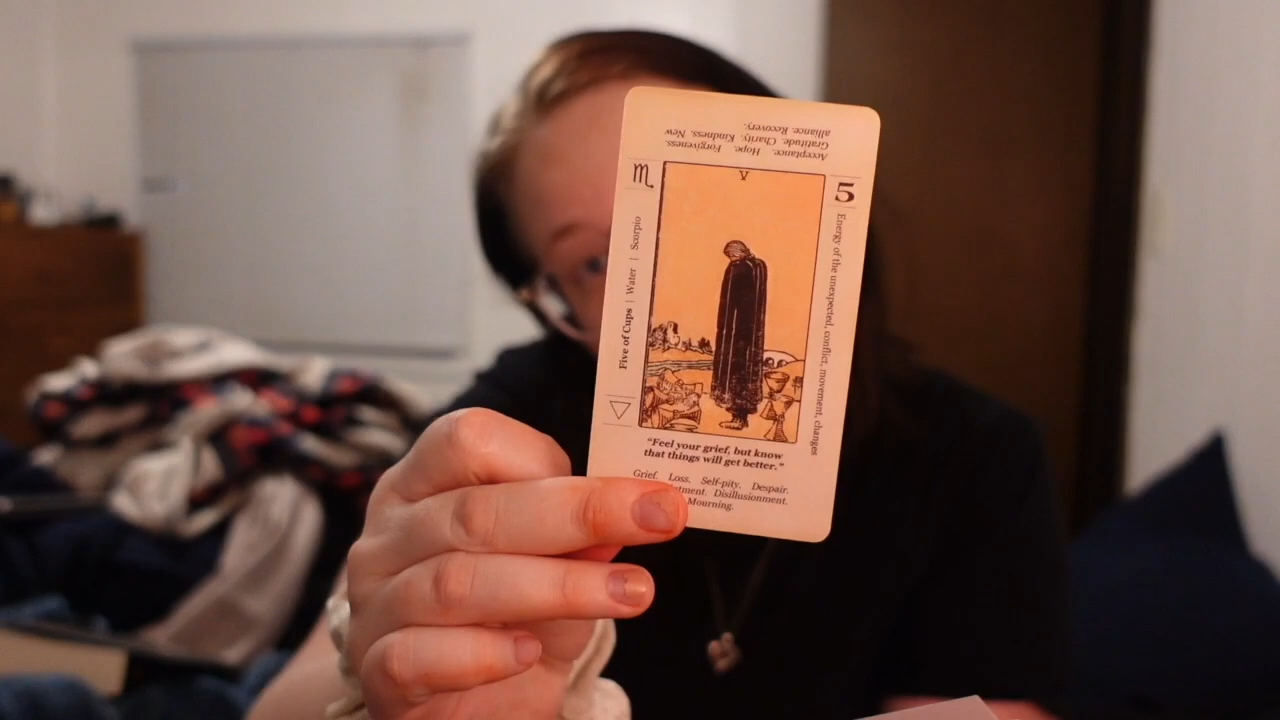 Acceptance. Hope. Forgiveness.
Gratitude. Charity. Kindness. New
alliance. Recovery.
♏
5
V
Five of Cups | Water | Scorpio
Energy of the unexpected, conflict, movement, changes
"Feel your grief, but know
that things will get better."
Grief. Loss. Self-pity. Despair.
Disillusionment.
Mourning.